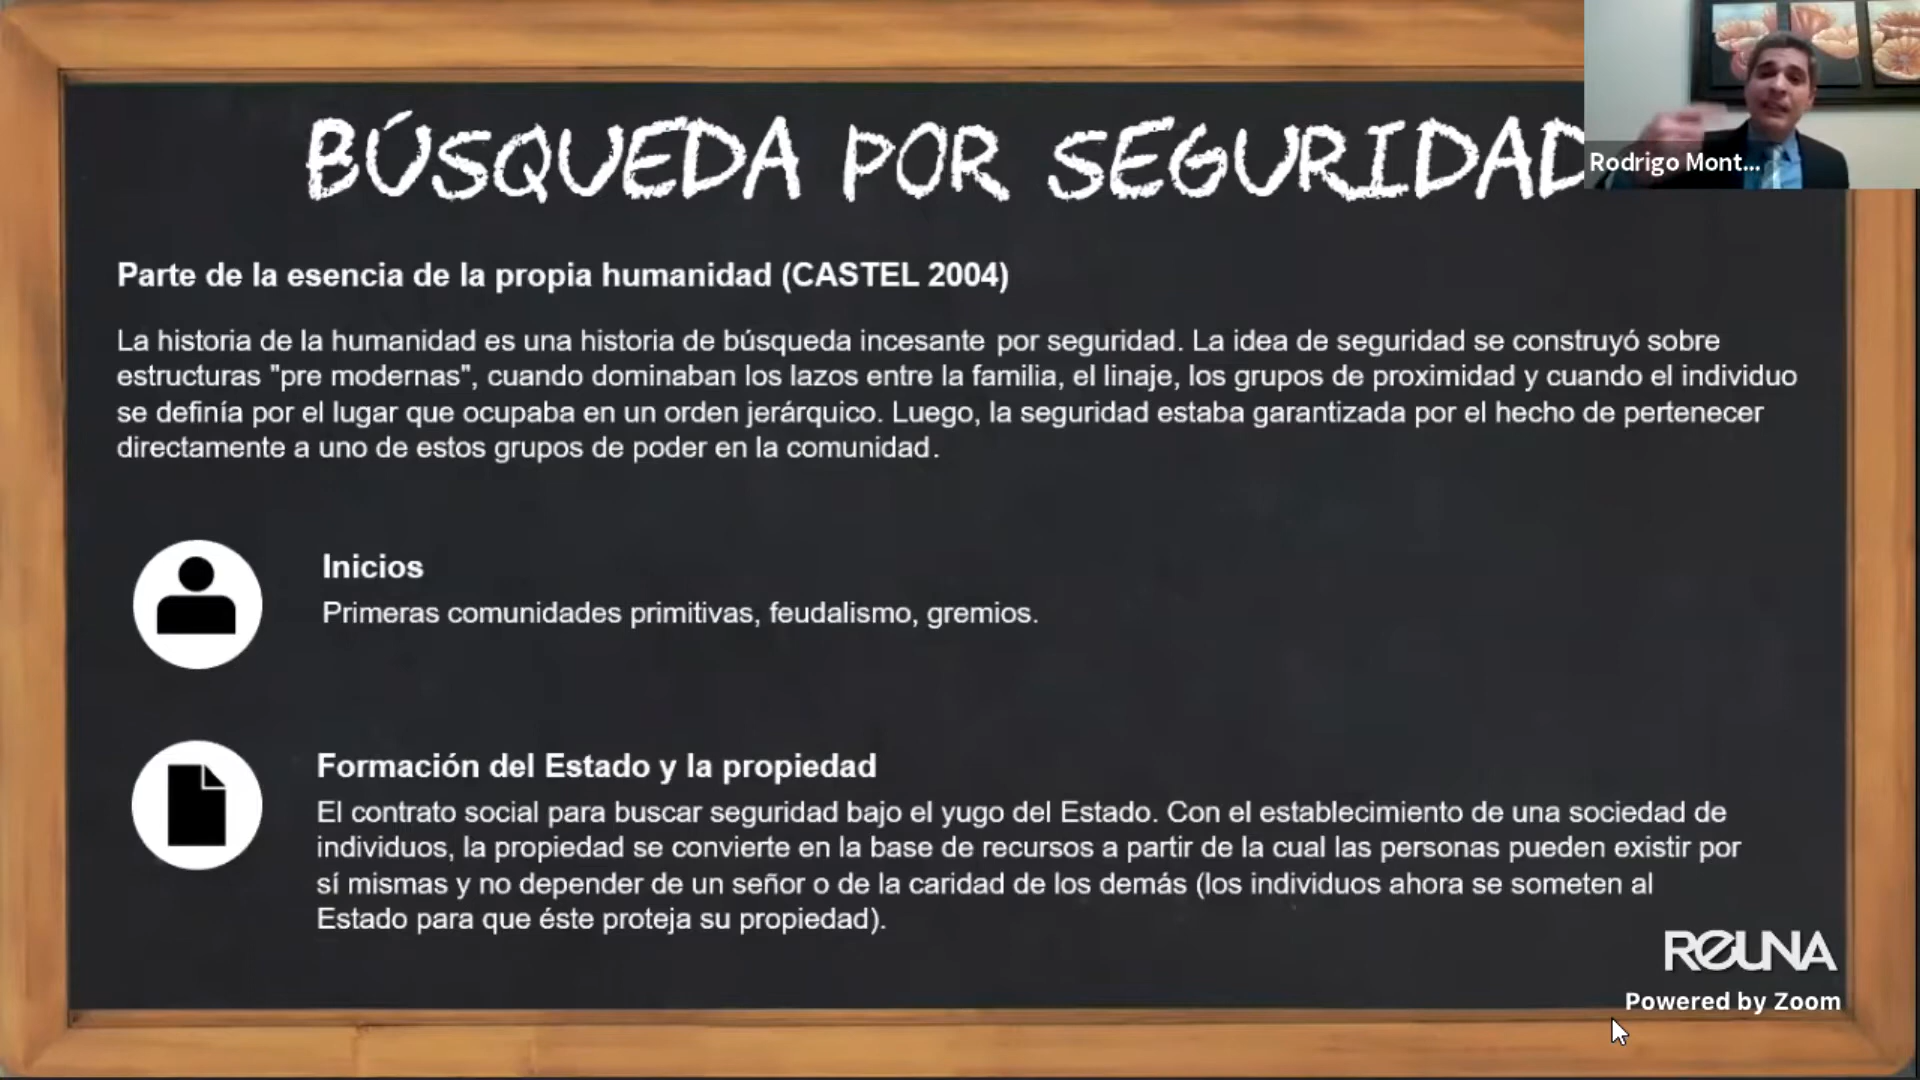 BÚSQUEDA POR SEGURIDAD
Rodrigo Mont...
Parte de la esencia de la propia humanidad (CASTEL 2004)
La historia de la humanidad es una historia de búsqueda incesante por seguridad. La idea de seguridad se construyó sobre
estructuras "pre modernas", cuando dominaban los lazos entre la familia, el linaje, los grupos de proximidad y cuando el individuo
se definía por el lugar que ocupaba en un orden jerárquico. Luego, la seguridad estaba garantizada por el hecho de pertenecer
directamente a uno de estos grupos de poder en la comunidad.
Inicios
Primeras comunidades primitivas, feudalismo, gremios.
Formación del Estado y la propiedad
El contrato social para buscar seguridad bajo el yugo del Estado. Con el establecimiento de una sociedad de
individuos, la propiedad se convierte en la base de recursos a partir de la cual las personas pueden existir por
sí mismas y no depender de un señor o de la caridad de los demás (los individuos ahora se someten al
Estado para que éste proteja su propiedad).
REUNA
Powered by Zoom